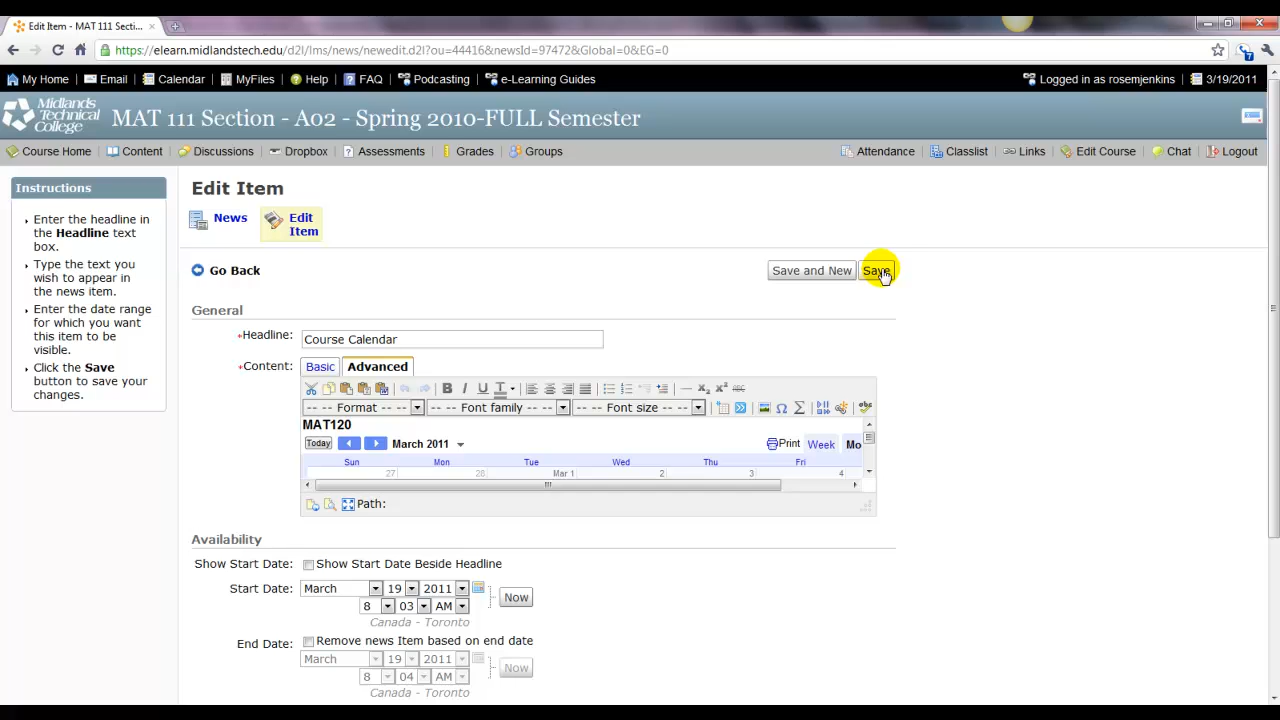 Edit Item - MAT 111 Secti...
https://elearn.midlandstech.edu/d2l/lms/news/newedit.d2l?ou=44416&newsId=97472&Global=0&EG=0
My Home Email Calendar MyFiles Help FAQ Podcasting e-Learning Guides Logged in as rosemjenkins 3/19/2011
Midlands
Technical
College
MAT 111 Section - A02 - Spring 2010-FULL Semester
Course Home Content Discussions Dropbox Assessments Grades Groups Attendance Classlist Links Edit Course Chat Logout
Instructions
Enter the headline in
the Headline text
box.
Type the text you
wish to appear in
the news item.
Enter the date range
for which you want
this item to be
visible.
Click the Save
button to save your
changes.
Edit Item
News
Edit
Item
Go Back
Save and New Save
General
*Headline: Course Calendar
*Content: Basic Advanced
B I U T
-- -- Format -- -- -- -- Font family -- -- -- -- Font size -- --
MAT120
Today March 2011 Print Week Mo
Sun Mon Tue Wed Thu Fri
27 28 Mar 1 2 3 4
Path:
Availability
Show Start Date: Show Start Date Beside Headline
Start Date: March 19 2011 Now
8 03 AM
Canada - Toronto
End Date: Remove news Item based on end date
March 19 2011 Now
8 04 AM
Canada - Toronto